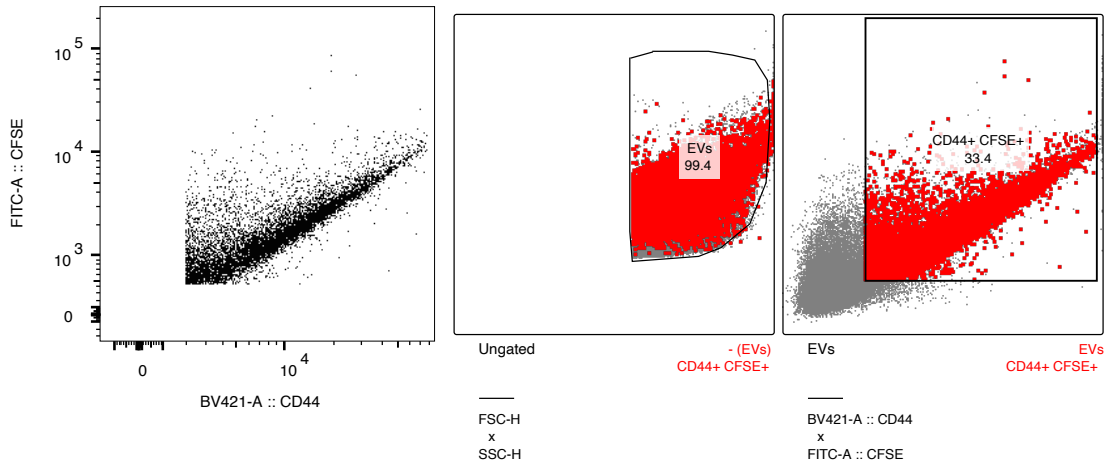 10 5
10 4
10 3
0
FITC-A :: CFSE
0
10 4
BV421-A :: CD44
EVs
99.4
Ungated
- (EVs)
CD44+ CFSE+
FSC-H
x
SSC-H
CD44+ CFSE+
33.4
EVs
EVs
CD44+ CFSE+
BV421-A :: CD44
x
FITC-A :: CFSE